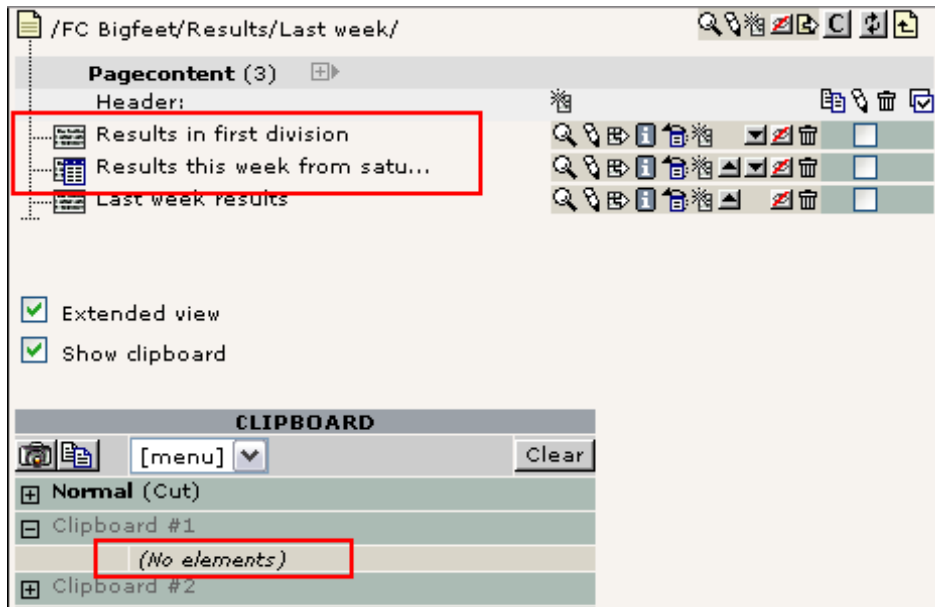 /FC Bigfeet/Results/Last week/
C
Pagecontent (3)
Header:
Results in first division
Results this week from satu...
Last week results
Extended view
Show clipboard
CLIPBOARD
[menu] Clear
Normal (Cut)
Clipboard #1
(No elements)
Clipboard #2